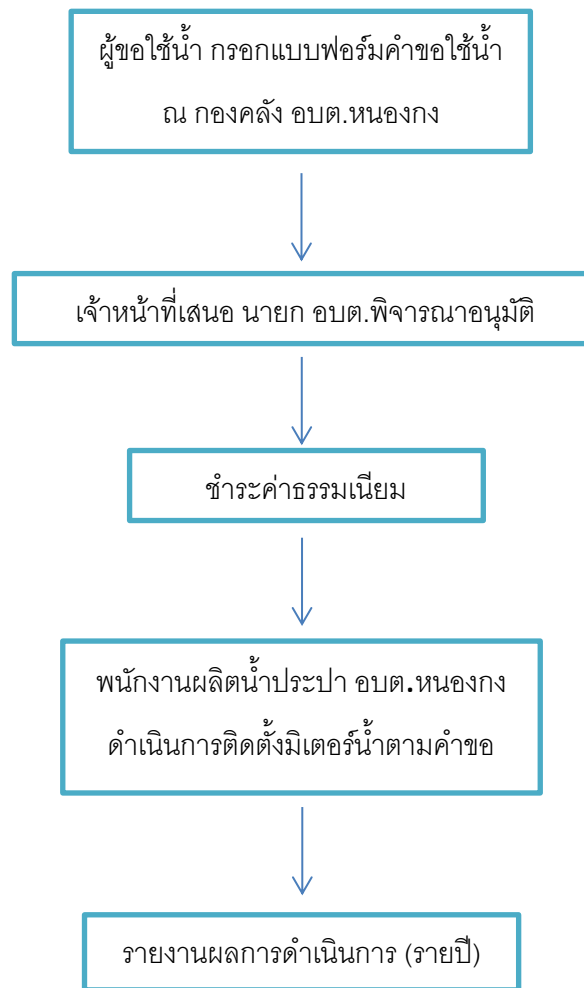 ผู้ขอใช้น้ำ กรอกแบบฟอร์มคำขอใช้น้ำ
ณ กองคลัง อบต.หนองกง
เจ้าหน้าที่เสนอ นายก อบต.พิจารณาอนุมัติ
ชำระค่าธรรมเนียม
พนักงานผลิตน้ำประปา อบต.หนองกง
ดำเนินการติดตั้งมิเตอร์น้ำตามคำขอ
รายงานผลการดำเนินการ (รายปี)